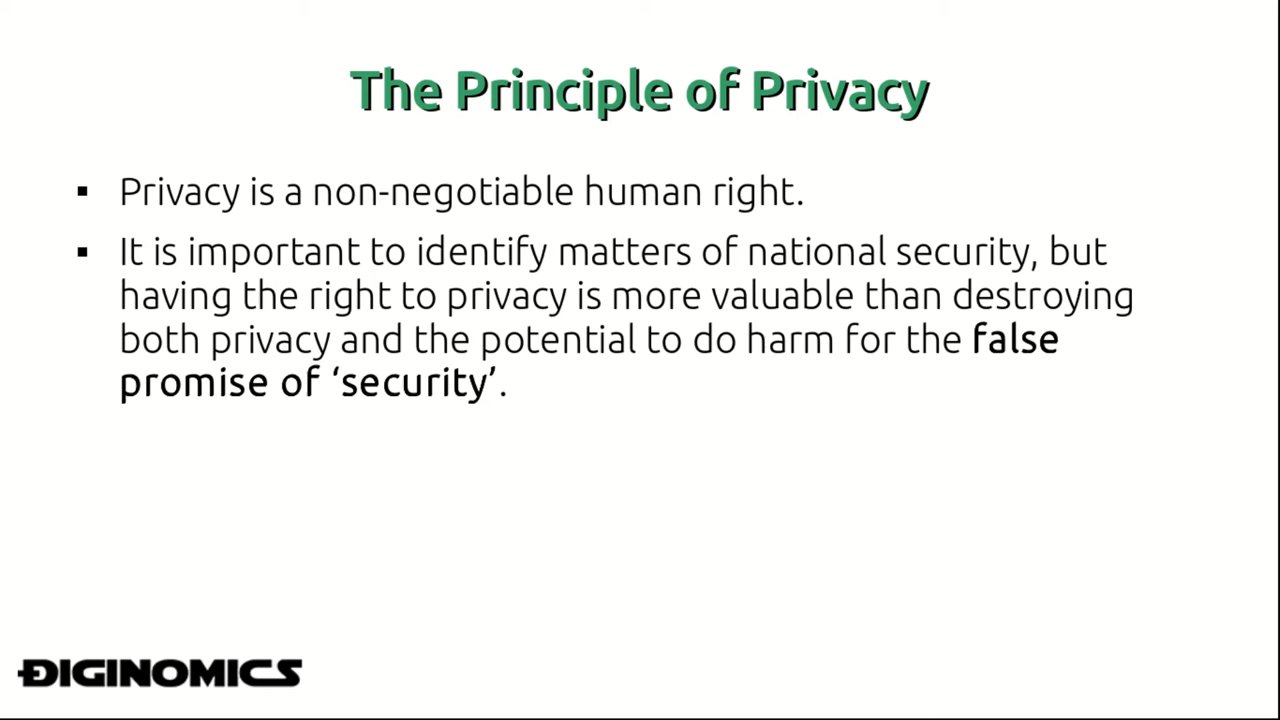 The Principle of Privacy
▪ Privacy is a non-negotiable human right.
▪ It is important to identify matters of national security, but
having the right to privacy is more valuable than destroying
both privacy and the potential to do harm for the false
promise of ‘security’.
ĐIGINOMICS